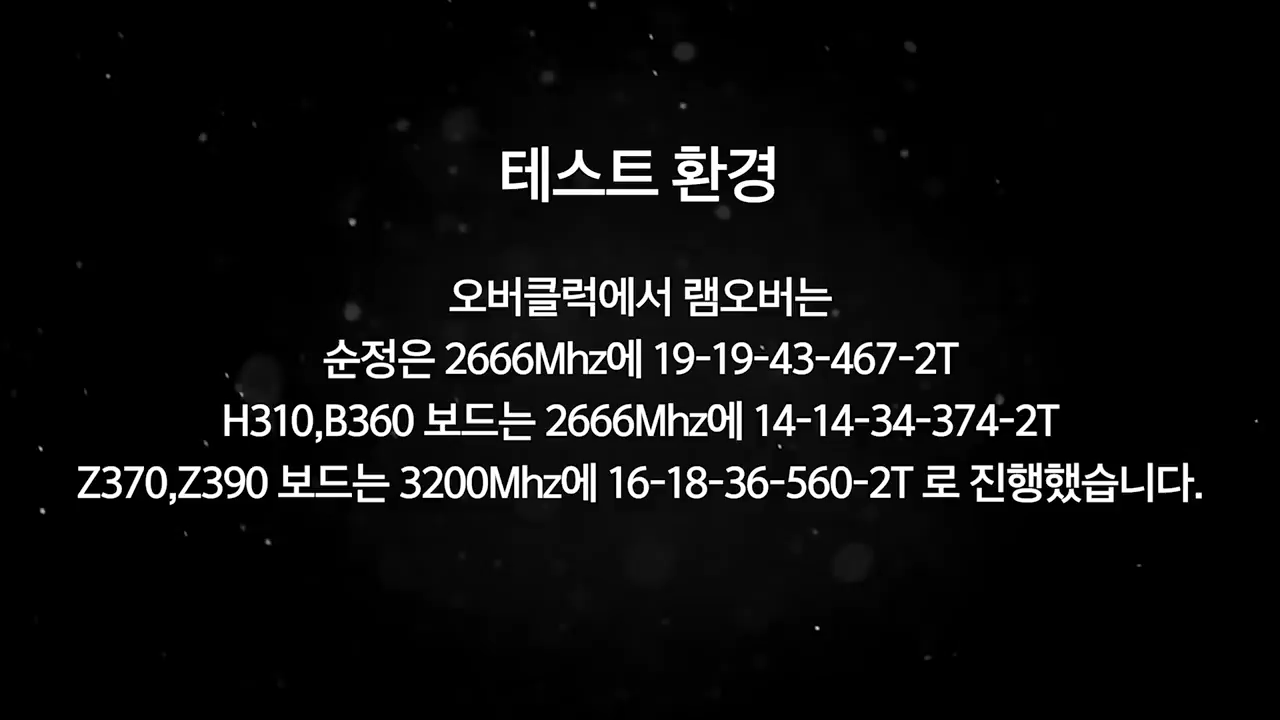 테스트 환경
오버클럭에서 램오버는
순정은 2666Mhz에 19-19-43-467-2T
H310,B360 보드는 2666Mhz에 14-14-34-374-2T
Z370,Z390 보드는 3200Mhz에 16-18-36-560-2T 로 진행했습니다.